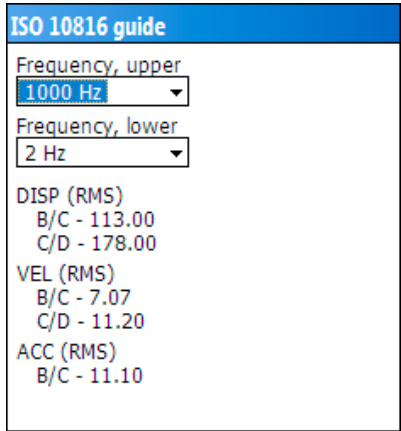 ISO 10816 guide
Frequency, upper
1000 Hz
Frequency, lower
2 Hz
DISP (RMS)
B/C - 113.00
C/D - 178.00
VEL (RMS)
B/C - 7.07
C/D - 11.20
ACC (RMS)
B/C - 11.10